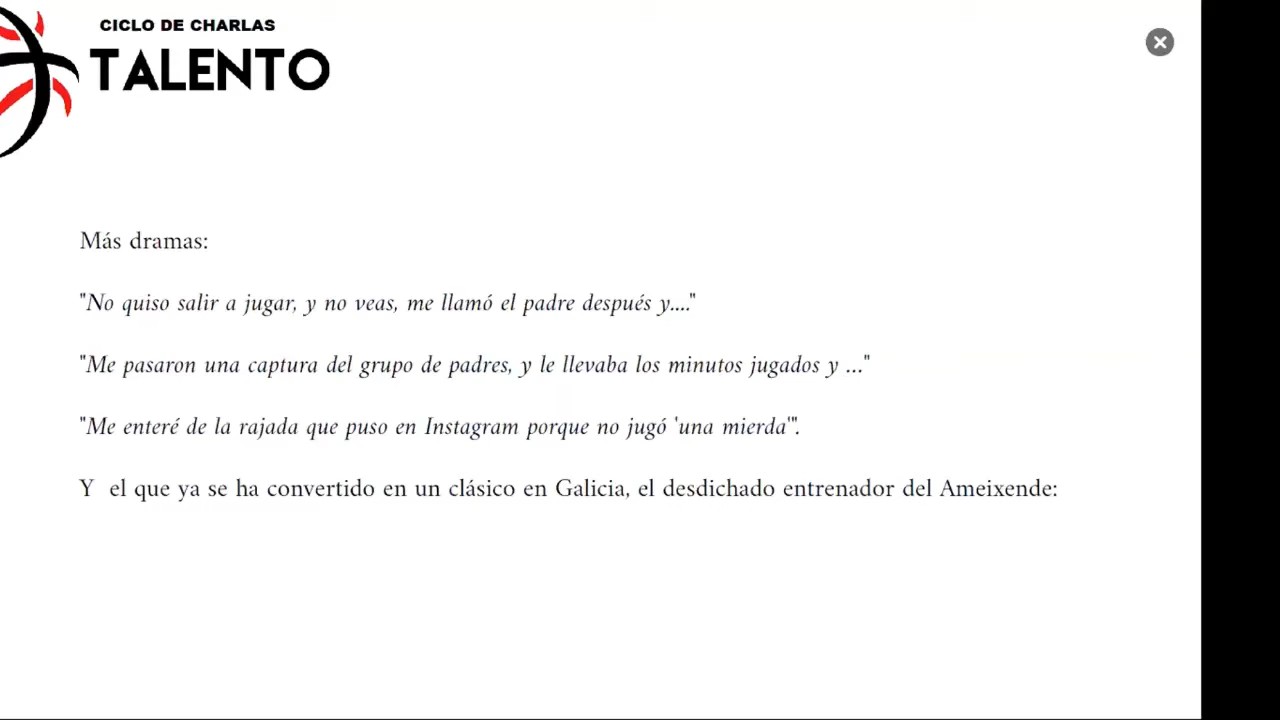 CICLO DE CHARLAS
TALENTO
Más dramas:
"No quiso salir a jugar, y no veas, me llamó el padre después y...."
"Me pasaron una captura del grupo de padres, y le llevaba los minutos jugados y ..."
"Me enteré de la rajada que puso en Instagram porque no jugó 'una mierda'".
Y  el que ya se ha convertido en un clásico en Galicia, el desdichado entrenador del Ameixende: